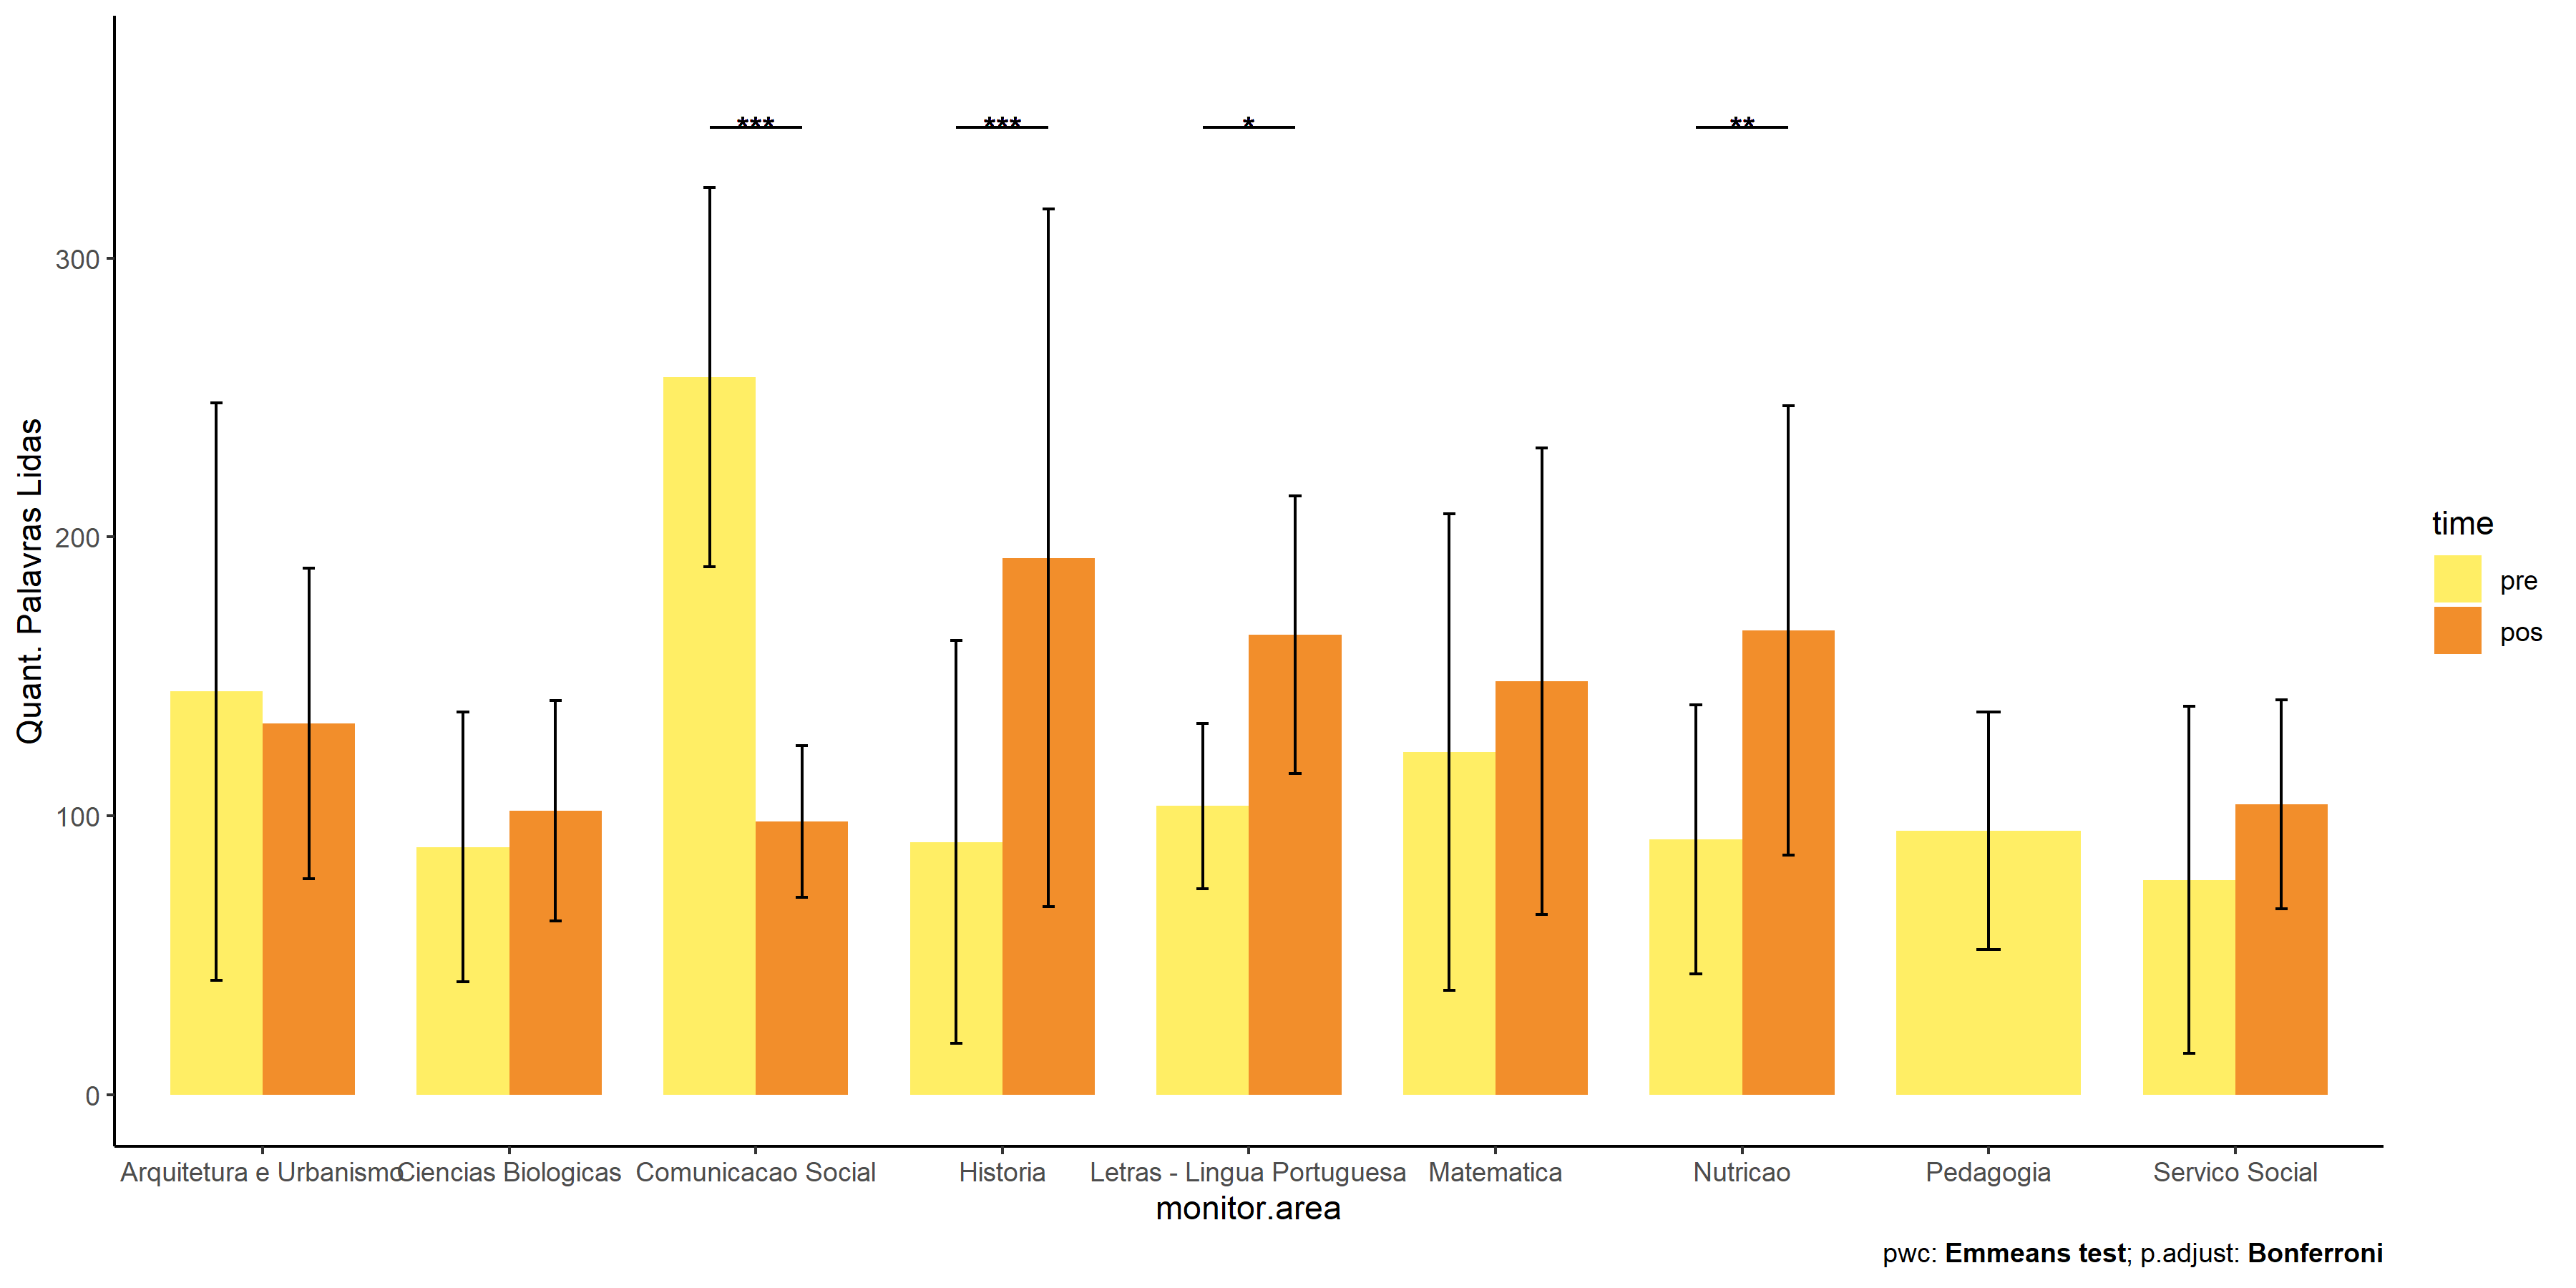 *** *** * **
300
200
100
0
Quant. Palavras Lidas
Arquitetura e Urbanismo Ciencias Biologicas Comunicacao Social Historia Letras - Lingua Portuguesa Matematica Nutricao Pedagogia Servico Social
monitor.area
time
pre
pos
pwc: Emmeans test; p.adjust: Bonferroni